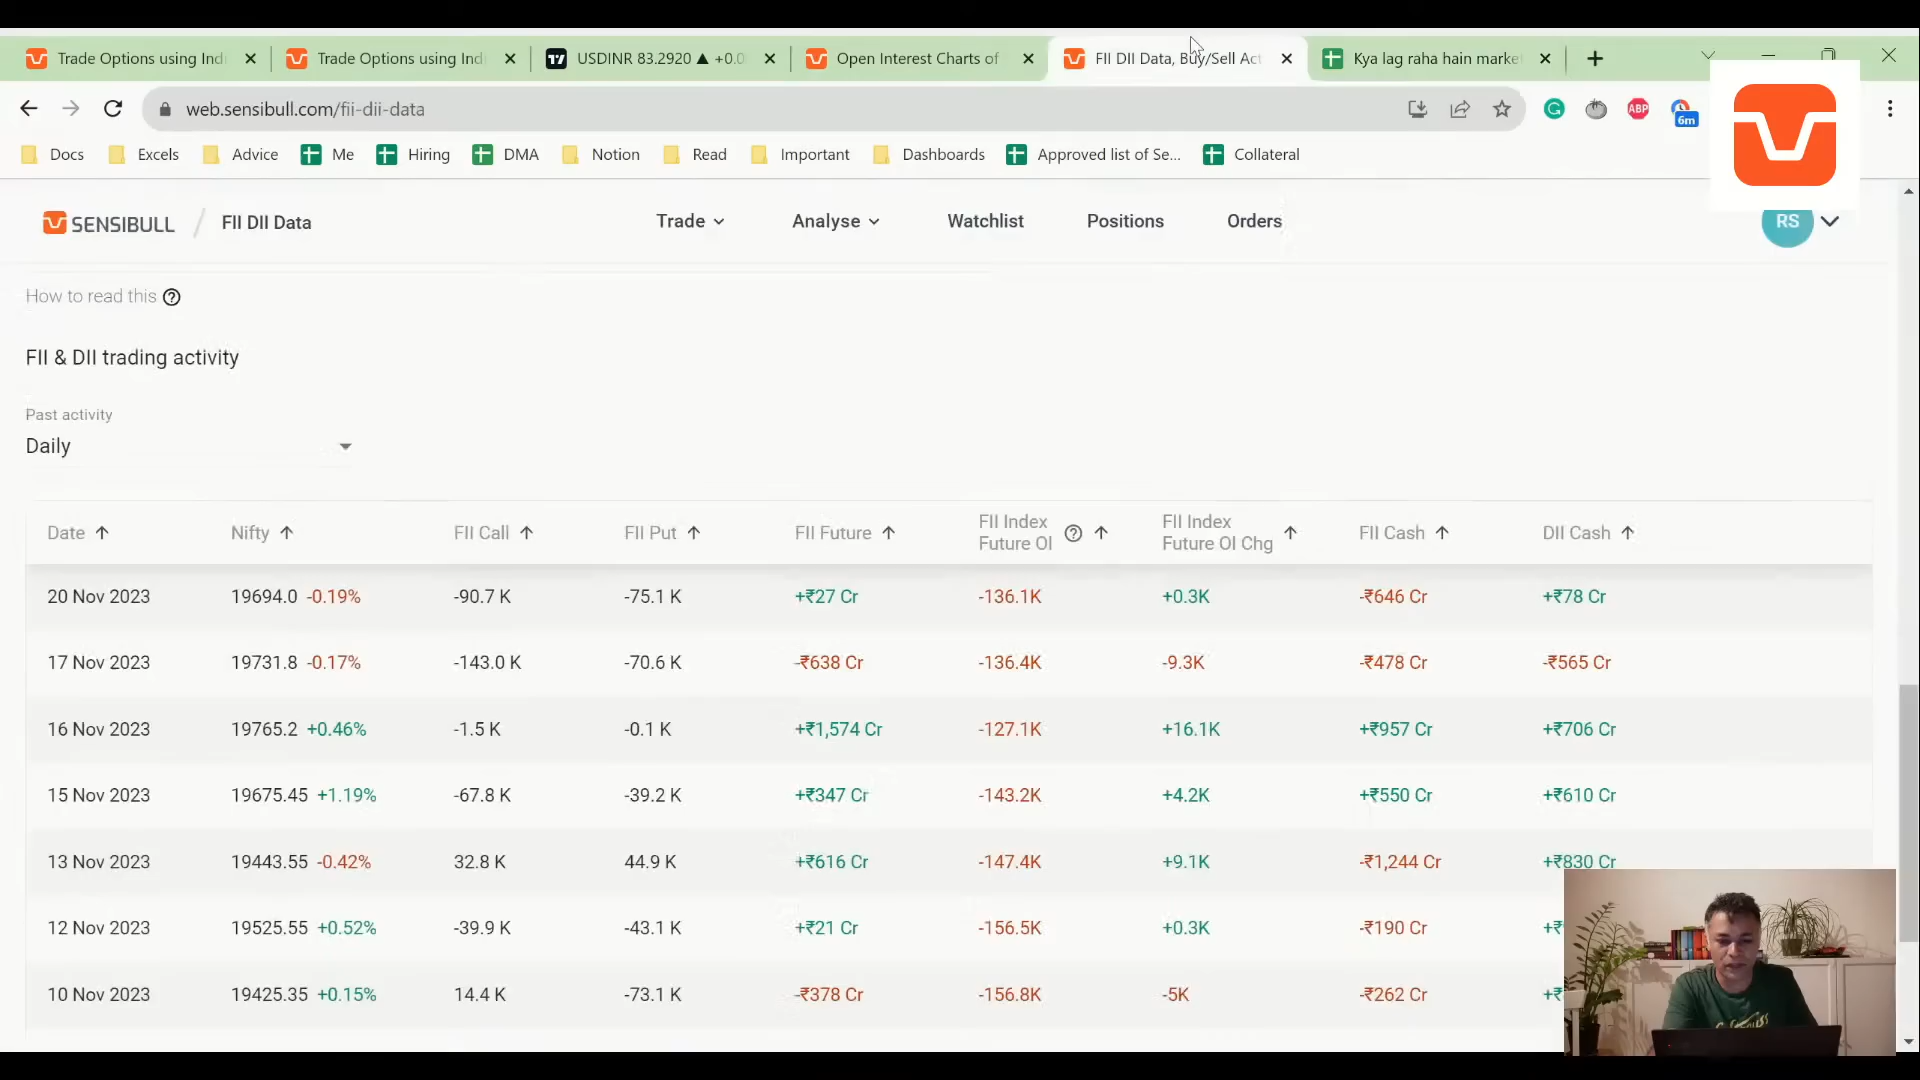 Trade Options using Indi
Trade Options using Indi
USDINR 83.2920 ▲ +0.0
Open Interest Charts of
FII DII Data, Buy/Sell Act
Kya lag raha hain market
web.sensibull.com/fii-dii-data
ABP
6m
Docs
Excels
Advice
Me
Hiring
DMA
Notion
Read
Important
Dashboards
Approved list of Se...
Collateral
SENSIBULL / FII DII Data
Trade
Analyse
Watchlist
Positions
Orders
RS
How to read this
FII & DII trading activity
Past activity
Daily
Date Nifty FII Call FII Put FII Future FII Index Future OI FII Index Future OI Chg FII Cash DII Cash
20 Nov 2023 19694.0 -0.19% -90.7 K -75.1 K +₹27 Cr -136.1K +0.3K -₹646 Cr +₹78 Cr
17 Nov 2023 19731.8 -0.17% -143.0 K -70.6 K -₹638 Cr -136.4K -9.3K -₹478 Cr -₹565 Cr
16 Nov 2023 19765.2 +0.46% -1.5 K -0.1 K +₹1,574 Cr -127.1K +16.1K +₹957 Cr +₹706 Cr
15 Nov 2023 19675.45 +1.19% -67.8 K -39.2 K +₹347 Cr -143.2K +4.2K +₹550 Cr +₹610 Cr
13 Nov 2023 19443.55 -0.42% 32.8 K 44.9 K +₹616 Cr -147.4K +9.1K -₹1,244 Cr +₹830 Cr
12 Nov 2023 19525.55 +0.52% -39.9 K -43.1 K +₹21 Cr -156.5K +0.3K -₹190 Cr +₹
10 Nov 2023 19425.35 +0.15% 14.4 K -73.1 K -₹378 Cr -156.8K -5K -₹262 Cr +₹